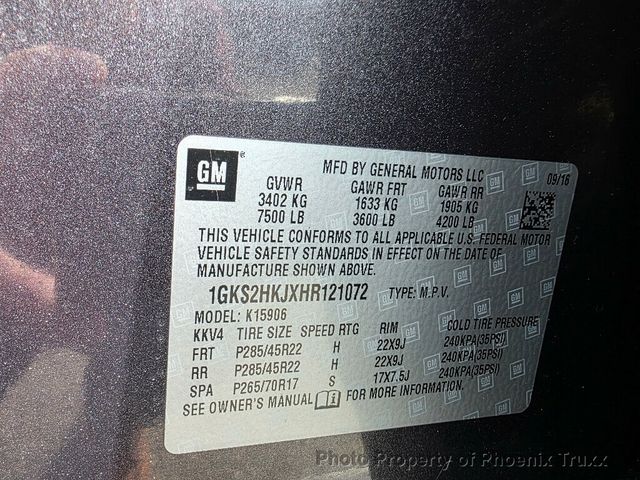 GM ®
MFD BY GENERAL MOTORS LLC 09/16
GVWR GAWR FRT GAWR RR
3402 KG 1633 KG 1905 KG
7500 LB 3600 LB 4200 LB
THIS VEHICLE CONFORMS TO ALL APPLICABLE U.S. FEDERAL MOTOR
VEHICLE SAFETY STANDARDS IN EFFECT ON THE DATE OF
MANUFACTURE SHOWN ABOVE.
1GKS2HKJXHR121072 TYPE: M.P.V.
MODEL: K15906
KKV4 TIRE SIZE SPEED RTG RIM COLD TIRE PRESSURE
FRT P285/45R22 H 22X9J 240KPA(35PSI)
RR P285/45R22 H 22X9J 240KPA(35PSI)
SPA P265/70R17 S 17X7.5J 240KPA(35PSI)
SEE OWNER'S MANUAL i FOR MORE INFORMATION.
Photo Property of Phoenix Truxx